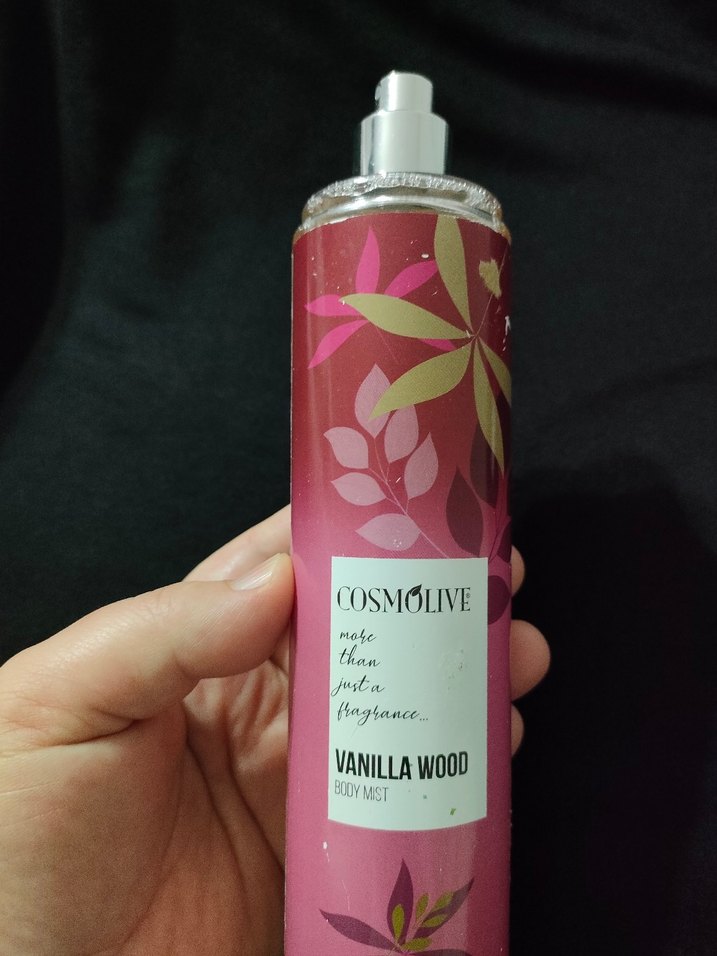 COSMOLIVE®
more
than
just a
fragrance...
VANILLA WOOD
BODY MIST